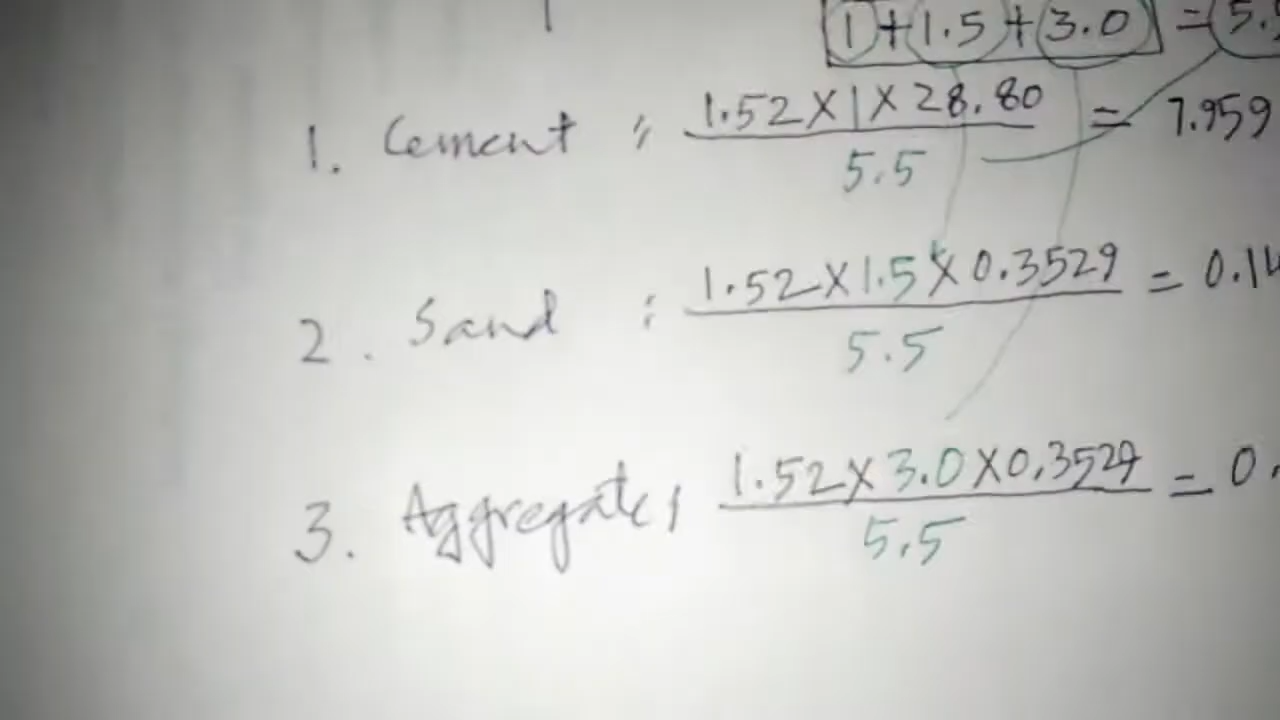 1+1.5+3.0 = 5.5
1. Cement : 1.52 X 1 X 28.80 = 7.959
5.5
2. Sand : 1.52 X 1.5 X 0.3529 = 0.14
5.5
3. Aggregate : 1.52 X 3.0 X 0.3529 = 0.
5.5